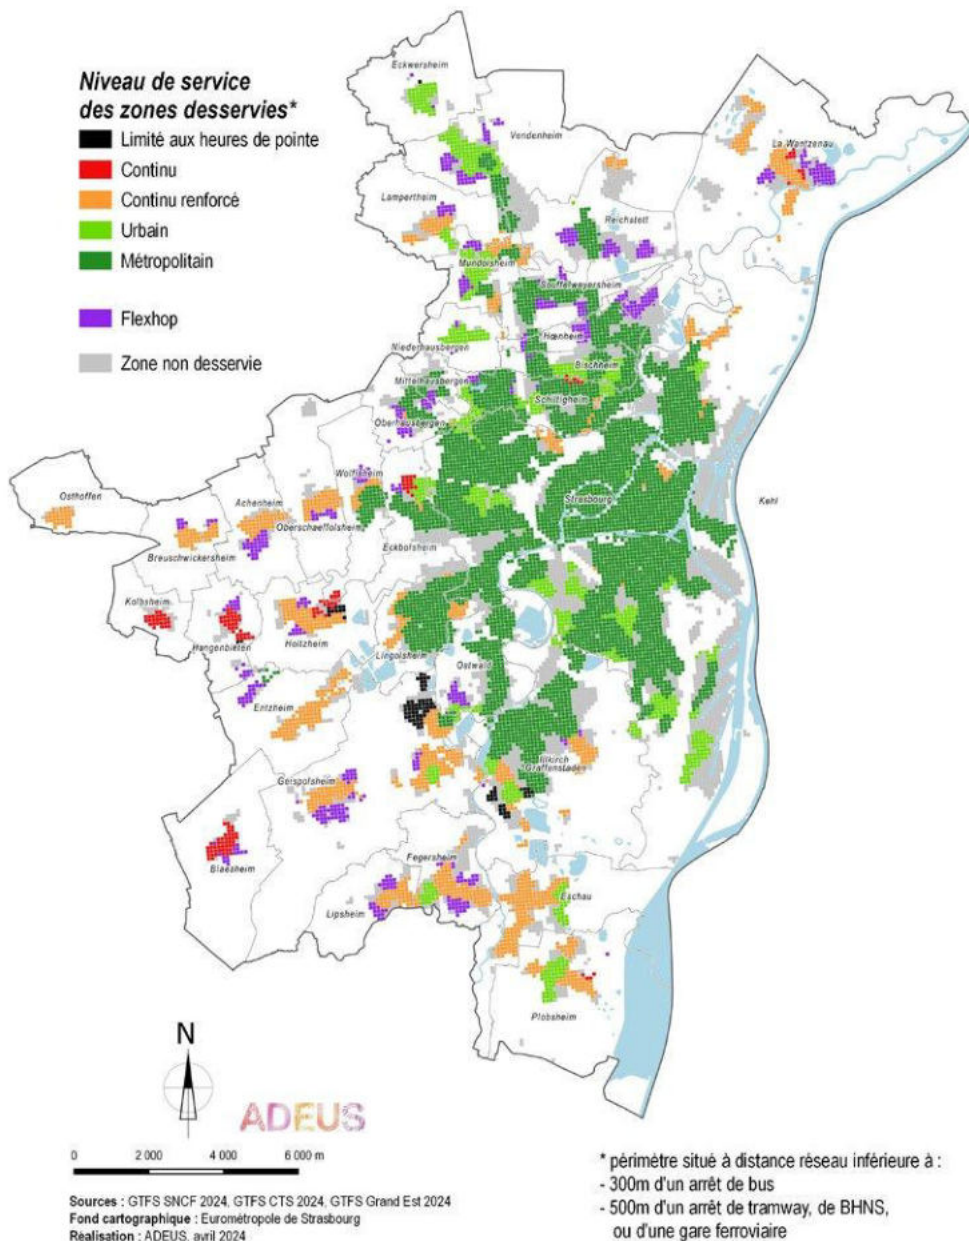 Niveau de service
des zones desservies*
Limité aux heures de pointe
Continu
Continu renforcé
Urbain
Métropolitain
Flexhop
Zone non desservie
Eckwersheim
Vendenheim
La Wantzenau
Lampertheim
Reichstett
Mundolsheim
Souffelweyersheim
Hœnheim
Niederhausbergen
Bischheim
Mittelhausbergen
Schiltigheim
Oberhausbergen
Wolfisheim
Osthoffen
Achenheim
Strasbourg
Kehl
Oberschaeffolsheim
Breuschwickersheim
Eckbolsheim
Kolbsheim
Hangenbieten
Holtzheim
Lingolsheim
Ostwald
Entzheim
Illkirch
Graffenstaden
Geispolsheim
Blaesheim
Fegersheim
Lipsheim
Eschau
Plobsheim
N
ADEUS
0 2 000 4 000 6 000 m
Sources : GTFS SNCF 2024, GTFS CTS 2024, GTFS Grand Est 2024
Fond cartographique : Eurométropole de Strasbourg
Réalisation : ADEUS, avril 2024
* périmètre situé à distance réseau inférieure à :
- 300m d'un arrêt de bus
- 500m d'un arrêt de tramway, de BHNS,
ou d'une gare ferroviaire